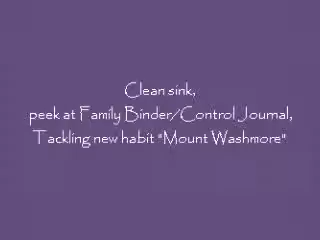 Clean sink,
peek at Family Binder/Control Journal,
Tackling new habit "Mount Washmore"